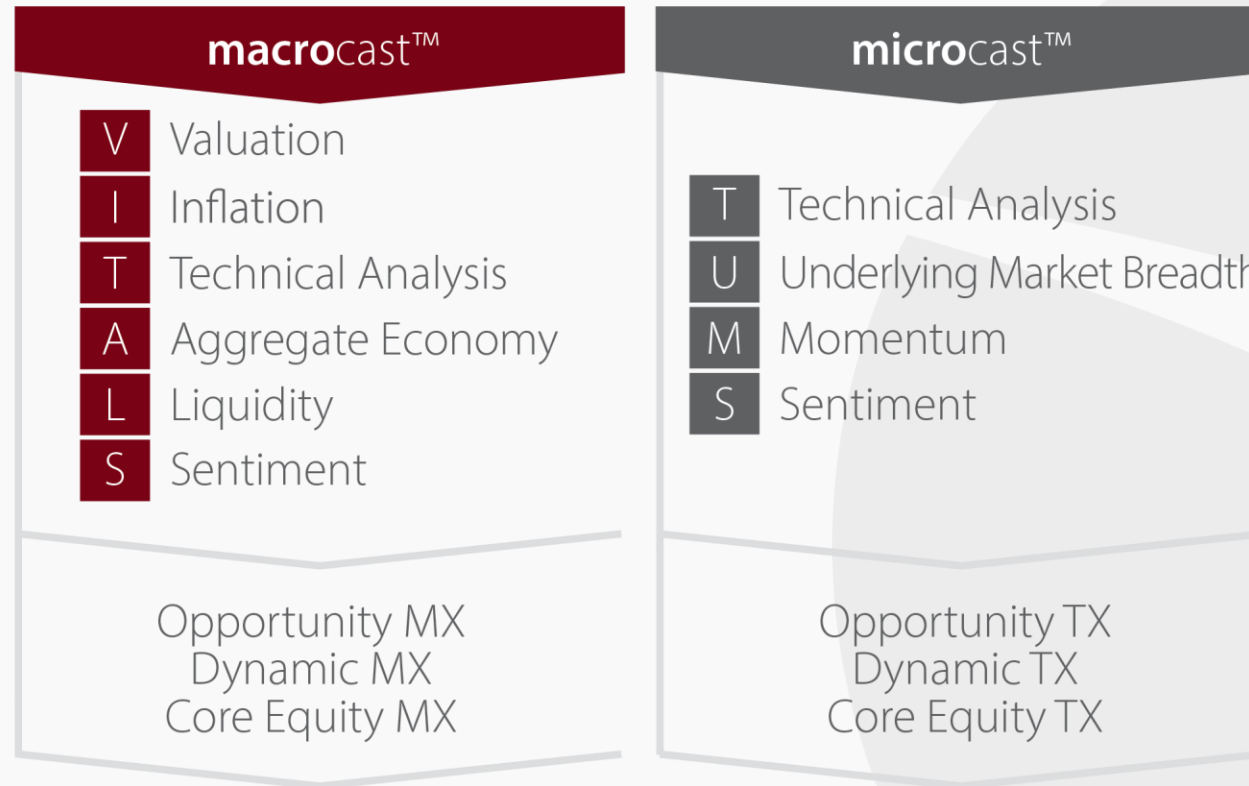 macrocast™
V Valuation
I Inflation
T Technical Analysis
A Aggregate Economy
L Liquidity
S Sentiment
Opportunity MX
Dynamic MX
Core Equity MX
microcast™
T Technical Analysis
U Underlying Market Breadth
M Momentum
S Sentiment
Opportunity TX
Dynamic TX
Core Equity TX